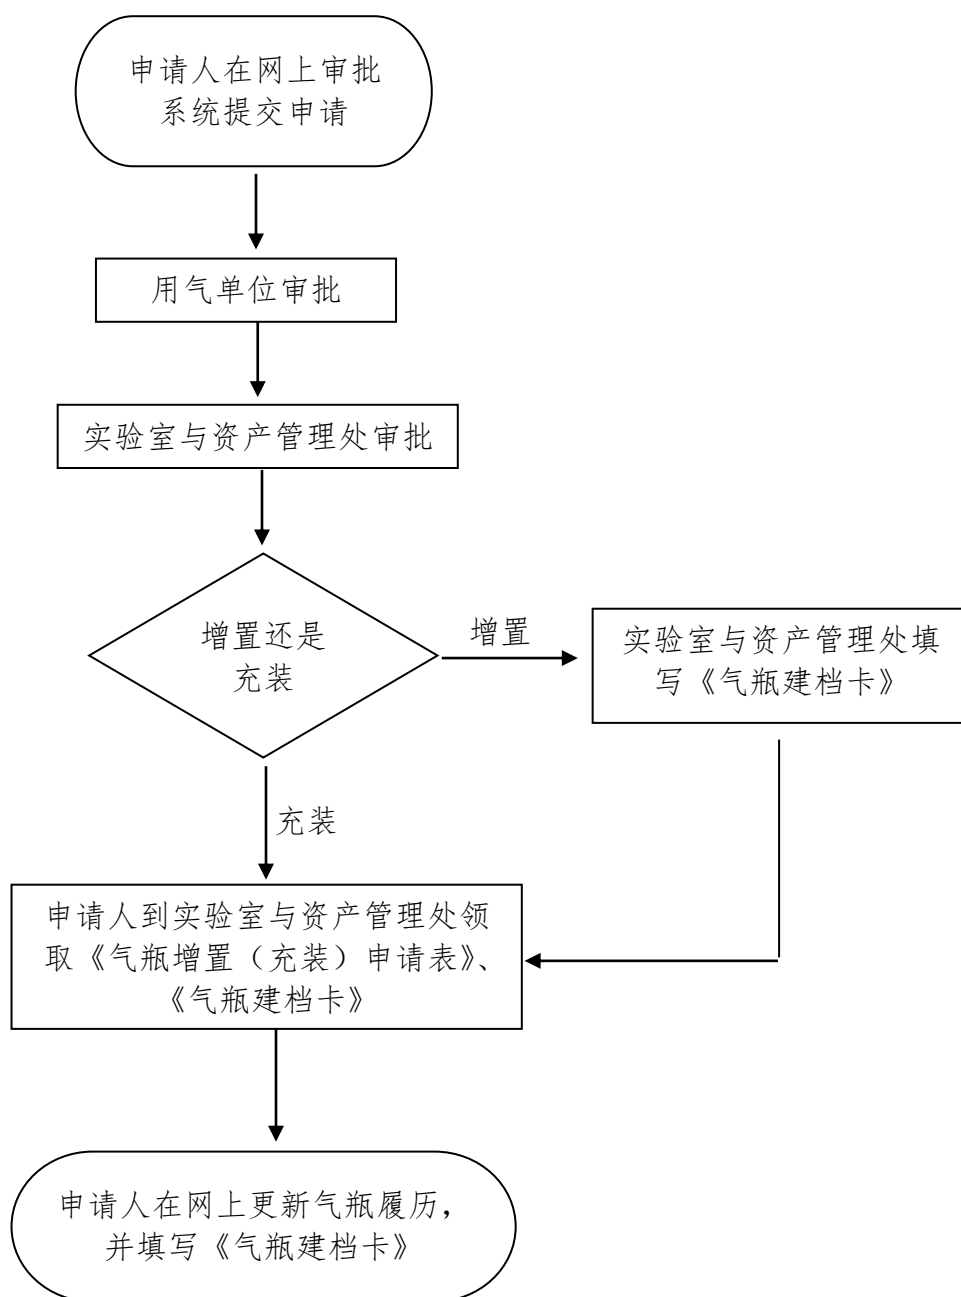 申请人在网上审批
系统提交申请
用气单位审批
实验室与资产管理处审批
增置还是
充装
增置
实验室与资产管理处填
写《气瓶建档卡》
充装
申请人到实验室与资产管理处领
取《气瓶增置（充装）申请表》、
《气瓶建档卡》
申请人在网上更新气瓶履历，
并填写《气瓶建档卡》